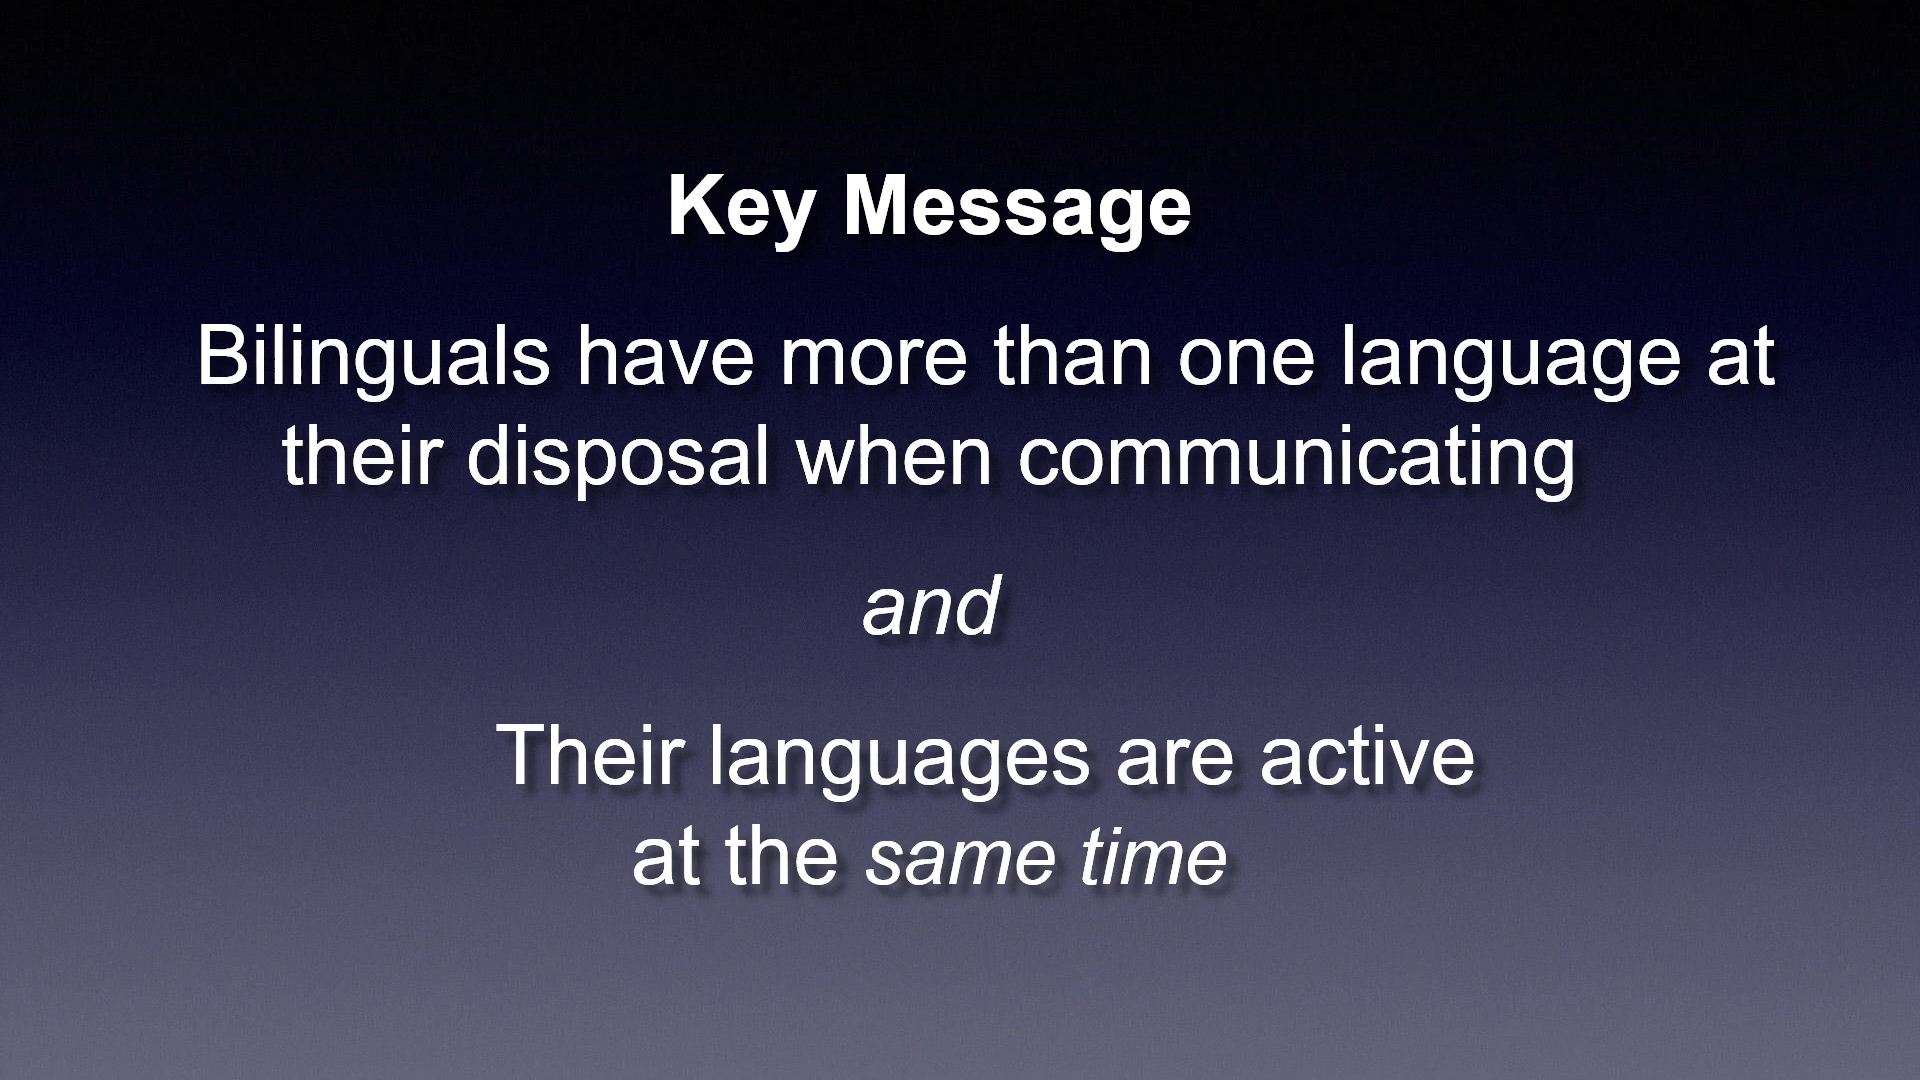 Key Message
Bilinguals have more than one language at
their disposal when communicating
and
Their languages are active
at the same time